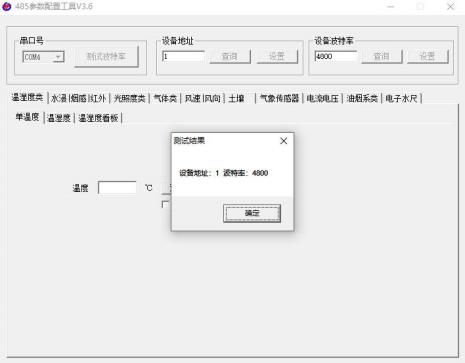 485参数配置工具V3.6
串口号
设备地址
设备波特率
COM4
测试波特率
1
查询
设置
4800
查询
设置
温湿度类 水浸|烟感|红外 光照度类 气体类 风速|风向 土壤 气象传感器 电流电压 油烟系类 电子水尺
单温度 温湿度 温湿度看板
测试结果
设备地址：1 波特率：4800
确定
温度
℃